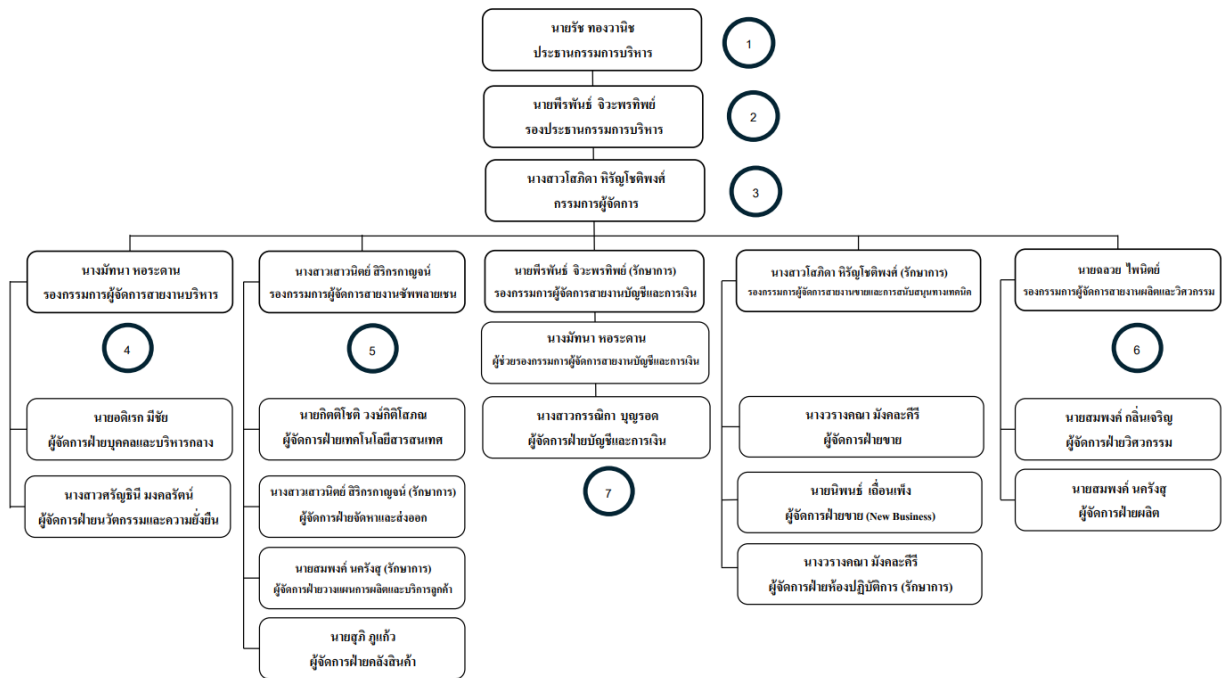 นายรัช ทองวานิช
ประธานกรรมการบริหาร
1
นายพีรพันธ์ จิวะพรทิพย์
รองประธานกรรมการบริหาร
2
นางสาวโสภิดา หิรัญโชติพงศ์
กรรมการผู้จัดการ
3
นางมัทนา หอระดาน
รองกรรมการผู้จัดการสายงานบริหาร
4
นายอดิเรก มีชัย
ผู้จัดการฝ่ายบุคคลและบริหารกลาง
นางสาวศรัญธินี มงคลรัตน์
ผู้จัดการฝ่ายนวัตกรรมและความยั่งยืน
นางสาวเสาวนิตย์ สิริกรกาญจน์
รองกรรมการผู้จัดการสายงานซัพพลายเชน
5
นายกิตติโชติ วงษ์กิติโสภณ
ผู้จัดการฝ่ายเทคโนโลยีสารสนเทศ
นางสาวเสาวนิตย์ สิริกรกาญจน์ (รักษาการ)
ผู้จัดการฝ่ายจัดหาและส่งออก
นายสมพงค์ นครังสุ (รักษาการ)
ผู้จัดการฝ่ายวางแผนการผลิตและบริการลูกค้า
นายสุภิ ภูแก้ว
ผู้จัดการฝ่ายคลังสินค้า
นายพีรพันธ์ จิวะพรทิพย์ (รักษาการ)
รองกรรมการผู้จัดการสายงานบัญชีและการเงิน
นางมัทนา หอระดาน
ผู้ช่วยรองกรรมการผู้จัดการสายงานบัญชีและการเงิน
นางสาวกรรณิกา บุญรอด
ผู้จัดการฝ่ายบัญชีและการเงิน
7
นางสาวโสภิดา หิรัญโชติพงศ์ (รักษาการ)
รองกรรมการผู้จัดการสายงานขายและการสนับสนุนทางเทคนิค
นางวรางคณา มังคละคีรี
ผู้จัดการฝ่ายขาย
นายนิพนธ์ เถื่อนเพ็ง
ผู้จัดการฝ่ายขาย (New Business)
นางวรางคณา มังคละคีรี
ผู้จัดการฝ่ายห้องปฏิบัติการ (รักษาการ)
นายฉลวย ไพนิตย์
รองกรรมการผู้จัดการสายงานผลิตและวิศวกรรม
6
นายสมพงค์ กลิ่นเจริญ
ผู้จัดการฝ่ายวิศวกรรม
นายสมพงค์ นครังสุ
ผู้จัดการฝ่ายผลิต